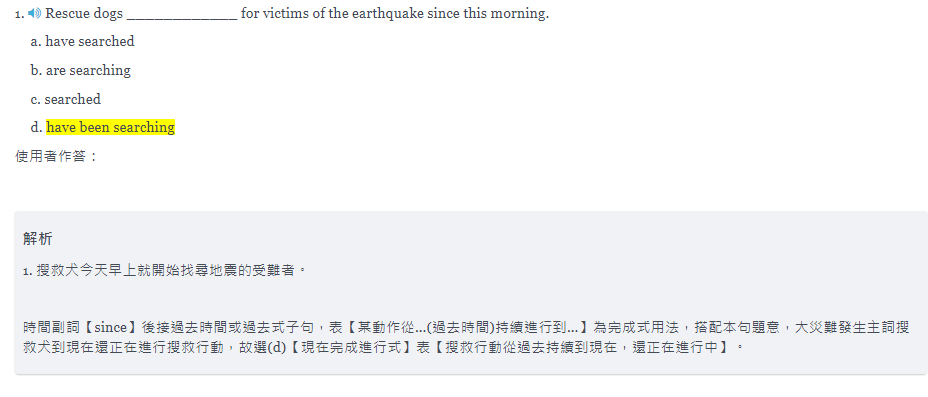 1. Rescue dogs _____________ for victims of the earthquake since this morning.
a. have searched
b. are searching
c. searched
d. have been searching
使用者作答：
解析
1. 搜救犬今天早上就開始找尋地震的受難者。
時間副詞【since】後接過去時間或過去式子句，表【某動作從...(過去時間)持續進行到...】為完成式用法，搭配本句題意，大災難發生主詞搜
救犬到現在還正在進行搜救行動，故選(d)【現在完成進行式】表【搜救行動從過去持續到現在，還正在進行中】。